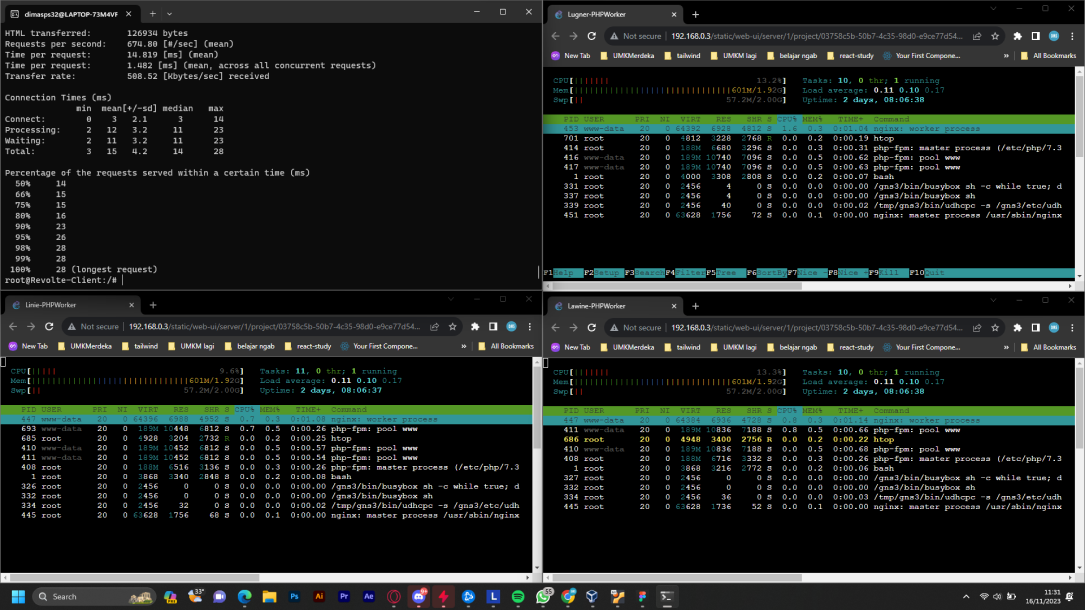 dimasps32@LAPTOP-73M4VF
HTML transferred: 126934 bytes
Requests per second: 674.80 [#/sec] (mean)
Time per request: 14.819 [ms] (mean)
Time per request: 1.482 [ms] (mean, across all concurrent requests)
Transfer rate: 508.52 [Kbytes/sec] received
Connection Times (ms)
min mean[+/-sd] median max
Connect: 0 3 2.1 3 14
Processing: 2 12 3.2 11 23
Waiting: 2 11 3.2 11 23
Total: 3 15 4.2 14 28
Percentage of the requests served within a certain time (ms)
50% 14
66% 15
75% 15
80% 16
90% 23
95% 26
98% 28
99% 28
100% 28 (longest request)
root@Revolte-Client:/#
Lugner-PHPWorker
Not secure 192.168.0.3/static/web-ui/server/1/project/03758c5b-50b7-4c35-98d0-e9ce77d54...
New Tab UMKMerdeka tailwind UMKM lagi belajar ngab react-study Your First Compone... » All Bookmarks
CPU[||||||| 13.2%] Tasks: 10, 0 thr; 1 running
Mem[ 601M/1.92G] Load average: 0.11 0.10 0.17
Swp[|| 57.2M/2.00G] Uptime: 2 days, 08:06:38
PID USER PRI NI VIRT RES SHR S CPU% MEM% TIME+ Command
453 www-data 20 0 64392 6928 4812 S 1.6 0.3 0:01.04 nginx: worker process
701 root 20 0 4812 3228 2768 R 0.0 0.2 0:00.19 htop
414 root 20 0 188M 6680 3296 S 0.0 0.3 0:00.31 php-fpm: master process (/etc/php/7.3
416 www-data 20 0 189M 10740 7096 S 0.0 0.5 0:00.62 php-fpm: pool www
417 www-data 20 0 189M 10740 7096 S 0.0 0.5 0:00.63 php-fpm: pool www
1 root 20 0 4000 3308 2808 S 0.0 0.2 0:00.07 bash
331 root 20 0 2456 4 0 S 0.0 0.0 0:00.00 /gns3/bin/busybox sh -c while true; d
337 root 20 0 2456 4 0 S 0.0 0.0 0:00.00 /gns3/bin/busybox sh
339 root 20 0 2456 40 0 S 0.0 0.0 0:00.02 /tmp/gns3/bin/udhcpc -s /gns3/etc/udh
451 root 20 0 63628 1756 72 S 0.0 0.1 0:00.00 nginx: master process /usr/sbin/nginx
F1Help F2Setup F3Search F4Filter F5Tree F6SortBy F7Nice - F8Nice + F9Kill F10Quit
Linie-PHPWorker
Not secure 192.168.0.3/static/web-ui/server/1/project/03758c5b-50b7-4c35-98d0-e9ce77d54...
New Tab UMKMerdeka tailwind UMKM lagi belajar ngab react-study Your First Compone... » All Bookmarks
CPU[||||| 9.6%] Tasks: 11, 0 thr; 1 running
Mem[ 601M/1.92G] Load average: 0.11 0.10 0.17
Swp[|| 57.2M/2.00G] Uptime: 2 days, 08:06:37
PID USER PRI NI VIRT RES SHR S CPU% MEM% TIME+ Command
447 www-data 20 0 64396 6980 4952 S 0.7 0.3 0:01.08 nginx: worker process
693 www-data 20 0 189M 10448 6812 S 0.7 0.5 0:00.26 php-fpm: pool www
685 root 20 0 4928 3204 2732 R 0.0 0.2 0:00.25 htop
410 www-data 20 0 189M 10452 6812 S 0.0 0.5 0:00.57 php-fpm: pool www
411 www-data 20 0 189M 10452 6812 S 0.0 0.5 0:00.54 php-fpm: pool www
408 root 20 0 188M 6516 3136 S 0.0 0.3 0:00.26 php-fpm: master process (/etc/php/7.3
1 root 20 0 3868 3340 2848 S 0.0 0.2 0:00.08 bash
326 root 20 0 2456 4 0 S 0.0 0.0 0:00.00 /gns3/bin/busybox sh -c while true; d
332 root 20 0 2456 4 0 S 0.0 0.0 0:00.00 /gns3/bin/busybox sh
334 root 20 0 2456 32 0 S 0.0 0.0 0:00.02 /tmp/gns3/bin/udhcpc -s /gns3/etc/udh
445 root 20 0 63628 1756 68 S 0.0 0.1 0:00.00 nginx: master process /usr/sbin/nginx
Lawine-PHPWorker
Not secure 192.168.0.3/static/web-ui/server/1/project/03758c5b-50b7-4c35-98d0-e9ce77d54...
New Tab UMKMerdeka tailwind UMKM lagi belajar ngab react-study Your First Compone... » All Bookmarks
CPU[||||||| 13.3%] Tasks: 10, 0 thr; 1 running
Mem[ 601M/1.92G] Load average: 0.11 0.10 0.17
Swp[|| 57.2M/2.00G] Uptime: 2 days, 08:06:38
PID USER PRI NI VIRT RES SHR S CPU% MEM% TIME+ Command
447 www-data 20 0 64384 6936 4728 S 0.8 0.3 0:01.11 nginx: worker process
411 www-data 20 0 189M 10836 7188 S 0.8 0.5 0:00.66 php-fpm: pool www
686 root 20 0 4948 3400 2756 R 0.0 0.2 0:00.22 htop
410 www-data 20 0 189M 10836 7188 S 0.0 0.5 0:00.68 php-fpm: pool www
408 root 20 0 188M 6716 3332 S 0.0 0.3 0:00.26 php-fpm: master process (/etc/php/7.3
1 root 20 0 3868 3216 2772 S 0.0 0.2 0:00.06 bash
327 root 20 0 2456 4 0 S 0.0 0.0 0:00.00 /gns3/bin/busybox sh -c while true; d
332 root 20 0 2456 4 0 S 0.0 0.0 0:00.00 /gns3/bin/busybox sh
334 root 20 0 2456 36 0 S 0.0 0.0 0:00.03 /tmp/gns3/bin/udhcpc -s /gns3/etc/udh
445 root 20 0 63628 1736 52 S 0.0 0.1 0:00.00 nginx: master process /usr/sbin/nginx
Search
33°
Ps
Ai
Pr
Ae
L
55
11:31
16/11/2023